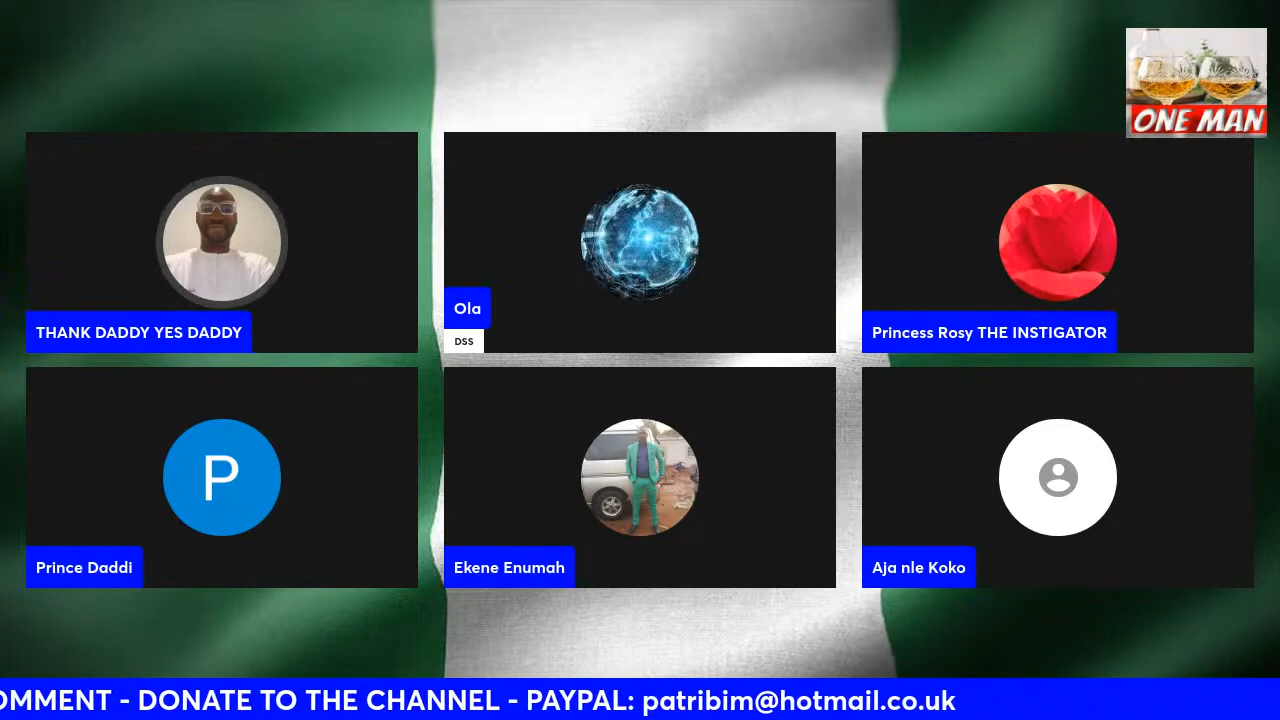 ONE MAN
THANK DADDY YES DADDY
Ola
DSS
Princess Rosy THE INSTIGATOR
P
Prince Daddi
Ekene Enumah
Aja nle Koko
OMMENT - DONATE TO THE CHANNEL - PAYPAL: patribim@hotmail.co.uk